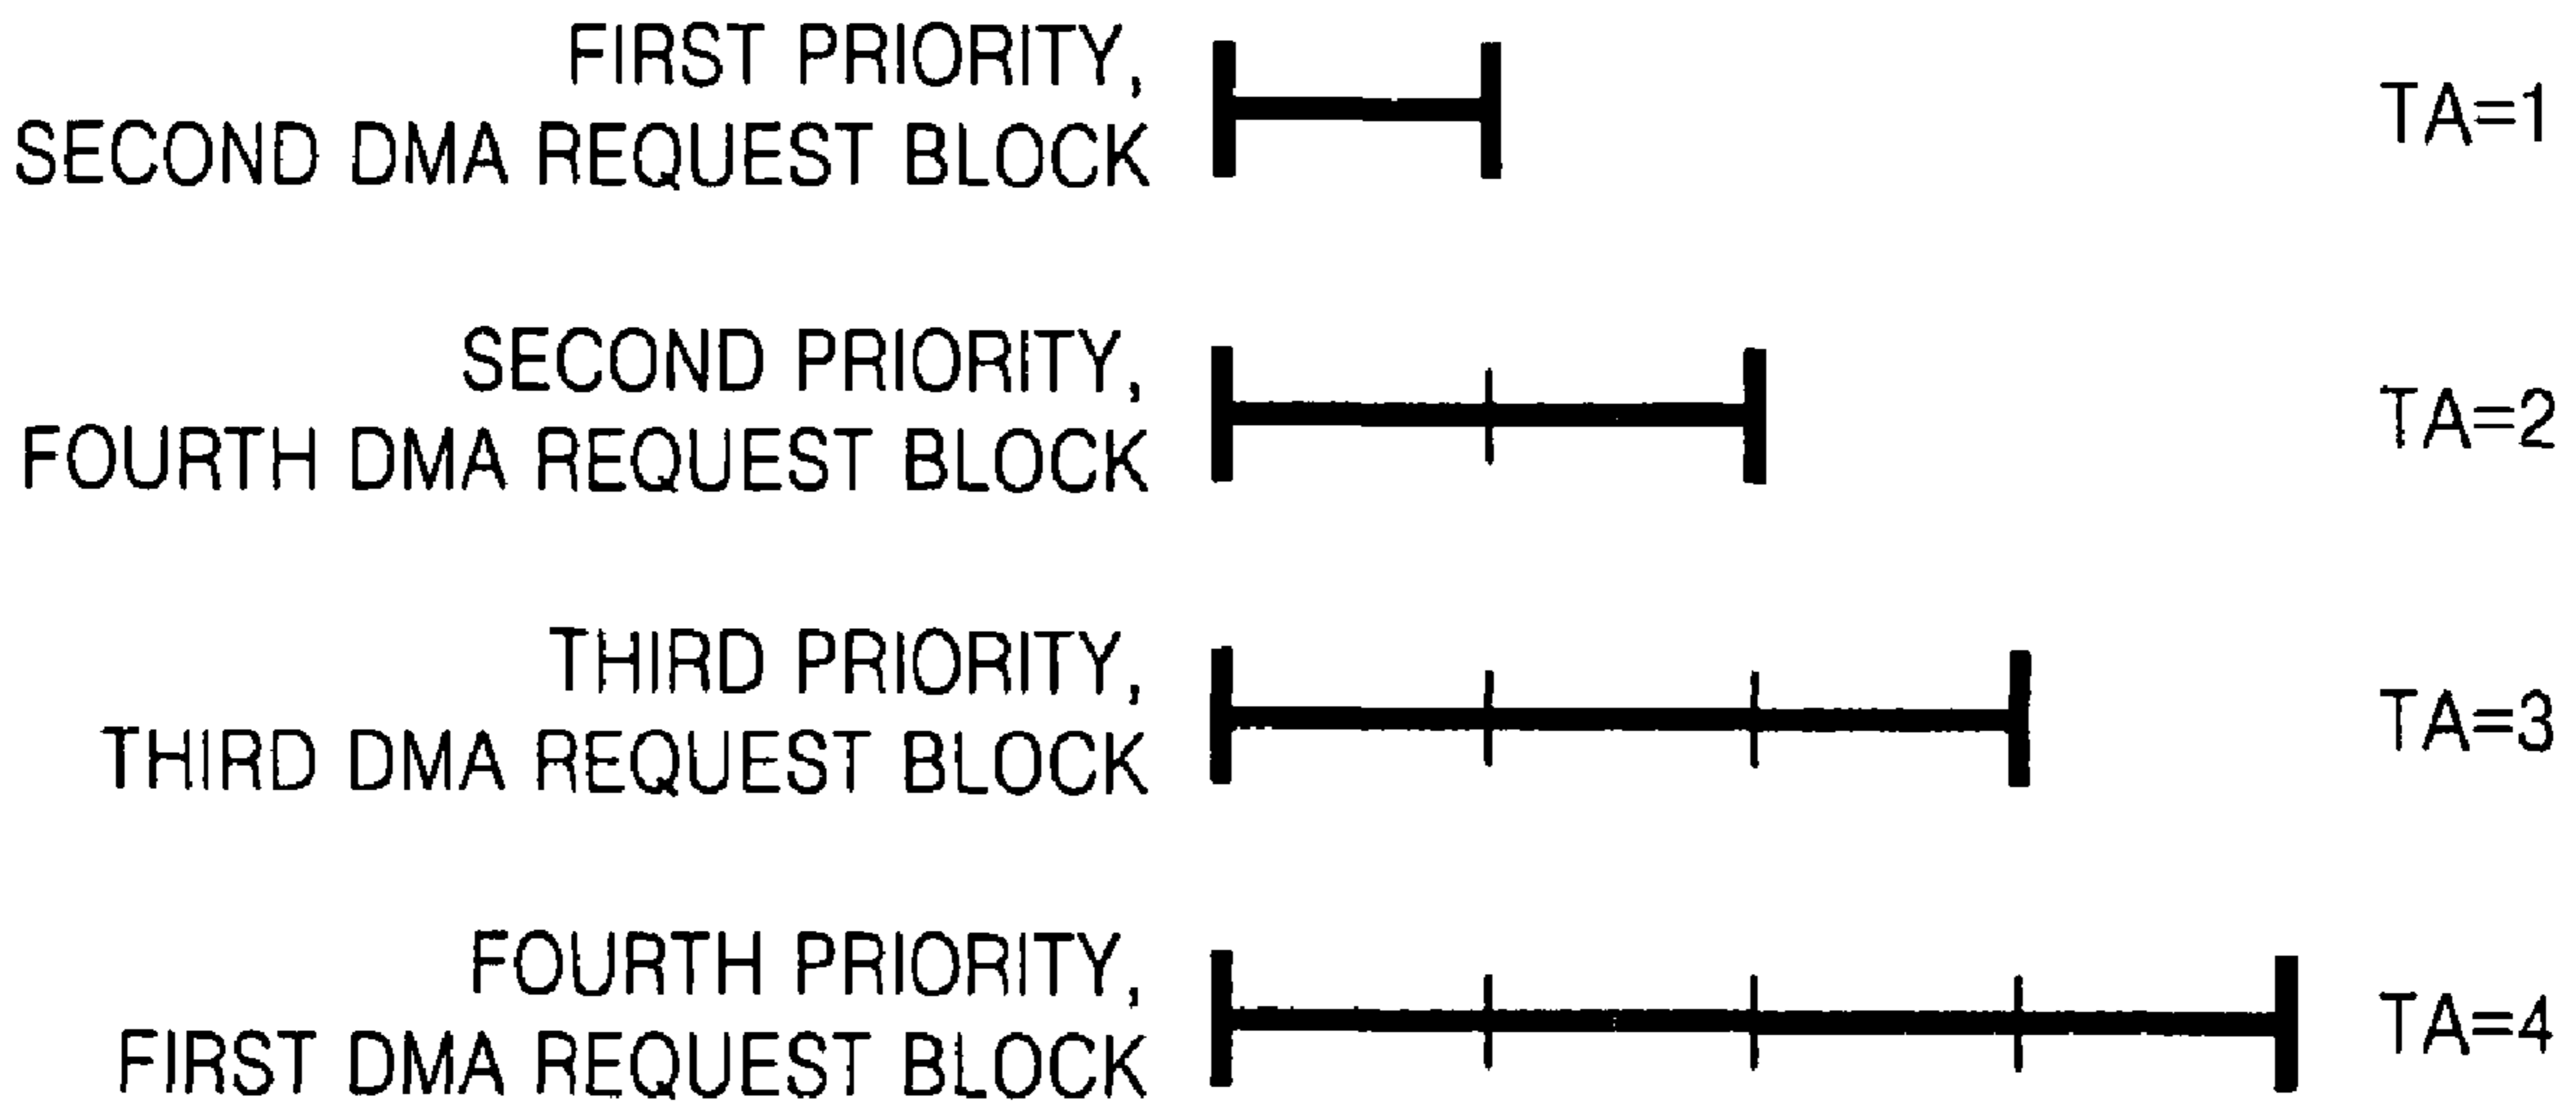 FIRST PRIORITY,
SECOND DMA REQUEST BLOCK
TA=1
SECOND PRIORITY,
FOURTH DMA REQUEST BLOCK
TA=2
THIRD PRIORITY,
THIRD DMA REQUEST BLOCK
TA=3
FOURTH PRIORITY,
FIRST DMA REQUEST BLOCK
TA=4